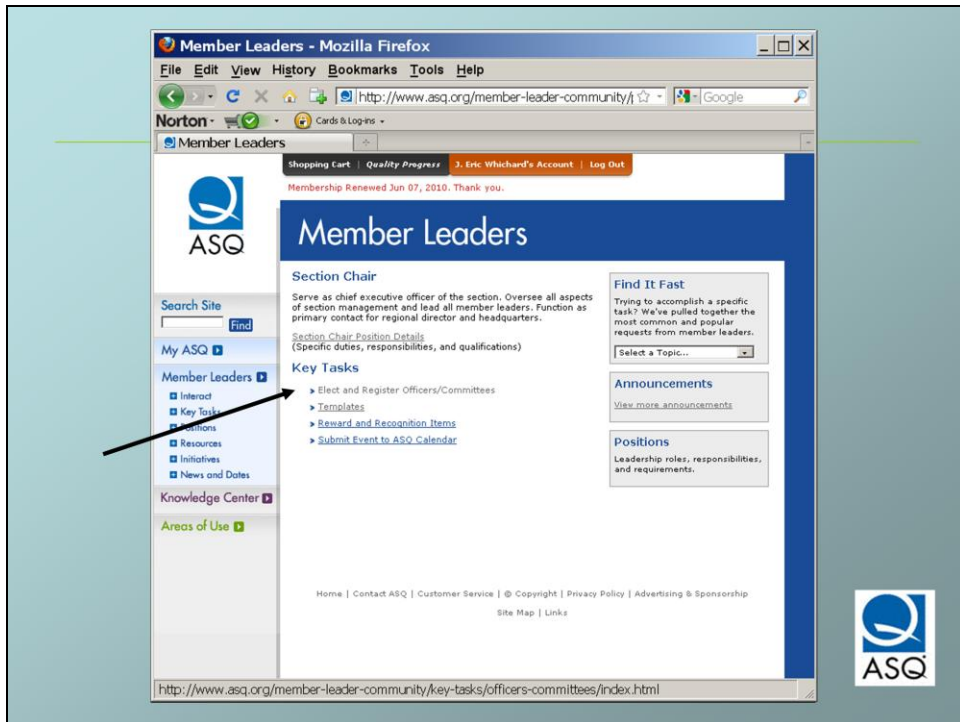 Member Leaders - Mozilla Firefox
File Edit View History Bookmarks Tools Help
http://www.asq.org/member-leader-community/ Google
Norton - Cards & Log-ins
Member Leaders
Shopping Cart | Quality Progress J. Eric Whichard's Account | Log Out
Membership Renewed Jun 07, 2010. Thank you.
ASQ
Member Leaders
Search Site
Find
My ASQ
Member Leaders
Interact
Key Tasks
Positions
Resources
Initiatives
News and Dates
Knowledge Center
Areas of Use
Section Chair
Serve as chief executive officer of the section. Oversee all aspects
of section management and lead all member leaders. Function as
primary contact for regional director and headquarters.
Section Chair Position Details
(Specific duties, responsibilities, and qualifications)
Key Tasks
Elect and Register Officers/Committees
Templates
Reward and Recognition Items
Submit Event to ASQ Calendar
Find It Fast
Trying to accomplish a specific
task? We've pulled together the
most common and popular
requests from member leaders.
Select a Topic...
Announcements
View more announcements
Positions
Leadership roles, responsibilities,
and requirements.
Home | Contact ASQ | Customer Service | @ Copyright | Privacy Policy | Advertising & Sponsorship
Site Map | Links
http://www.asq.org/member-leader-community/key-tasks/officers-committees/index.html
ASQ